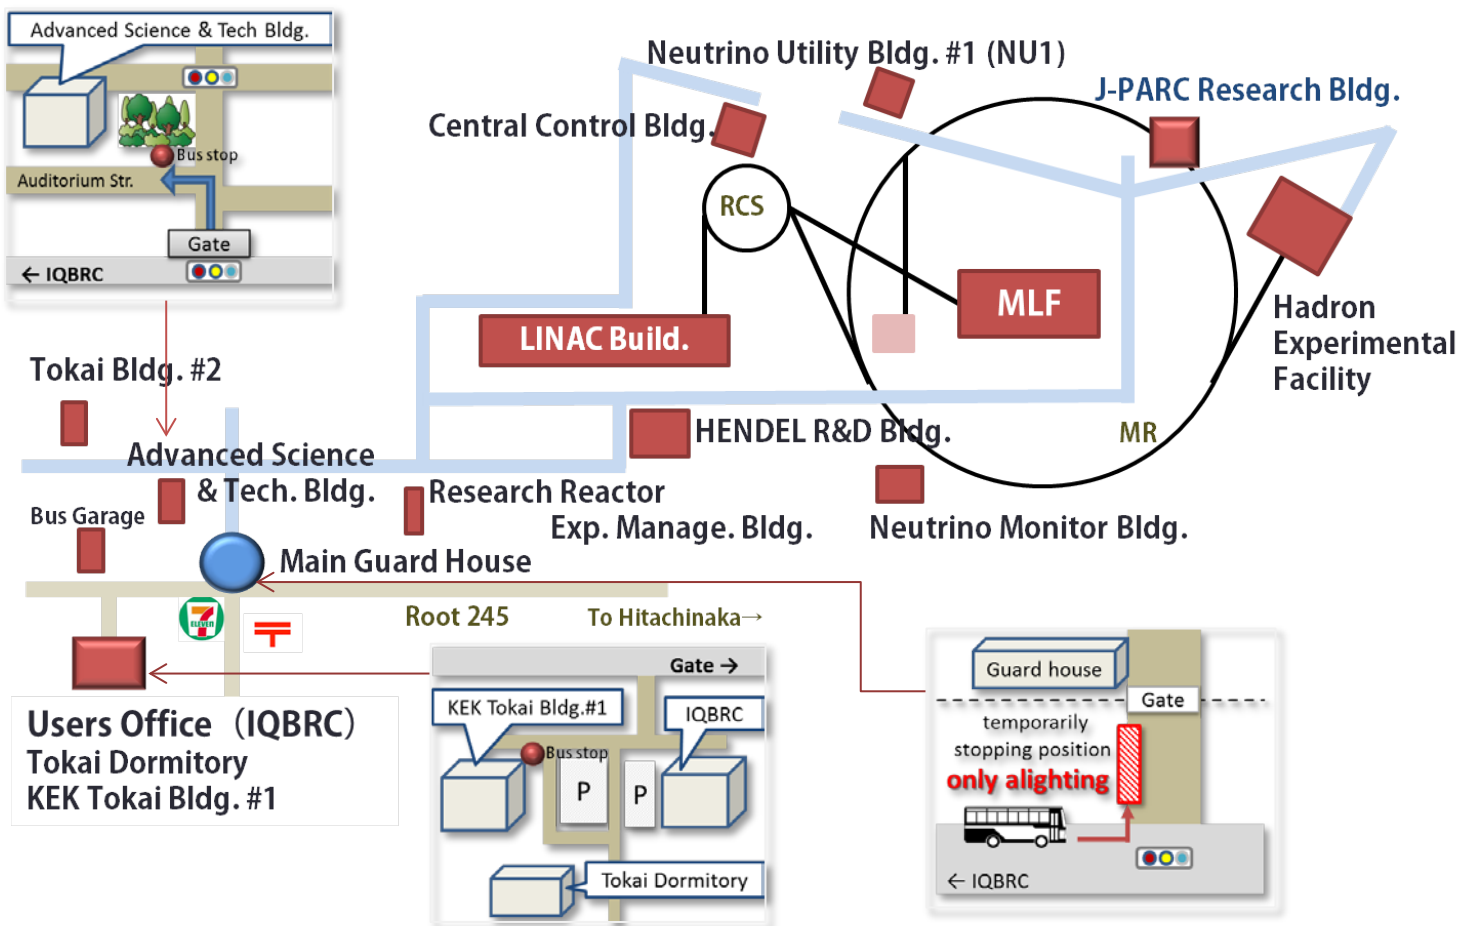 Advanced Science & Tech Bldg.
Bus stop
Auditorium Str.
Gate
← IQBRC
Neutrino Utility Bldg. #1 (NU1)
J-PARC Research Bldg.
Central Control Bldg.
RCS
MLF
LINAC Build.
Hadron
Experimental
Facility
Tokai Bldg. #2
HENDEL R&D Bldg.
MR
Advanced Science
& Tech. Bldg.
Research Reactor
Exp. Manage. Bldg.
Neutrino Monitor Bldg.
Bus Garage
Main Guard House
7
ELEVEN
〒
Root 245
To Hitachinaka→
Users Office（IQBRC）
Tokai Dormitory
KEK Tokai Bldg. #1
Gate →
KEK Tokai Bldg.#1
IQBRC
Bus stop
P
P
Tokai Dormitory
Guard house
Gate
temporarily
stopping position
only alighting
← IQBRC